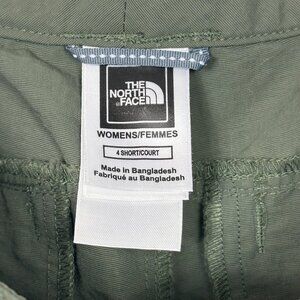 THE
NORTH
FACE
WOMENS/FEMMES
4 SHORT/COURT
Made in Bangladesh
Fabriqué au Bangladesh